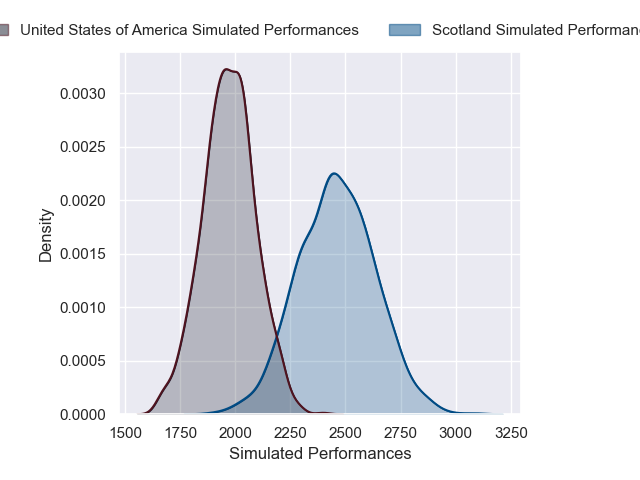 United States of America Simulated Performances
Scotland Simulated
0.0030
0.0025
0.0020
0.0015
0.0010
0.0005
0.0000
Density
1500 1750 2000 2250 2500 2750 3000 3250
Simulated Performances